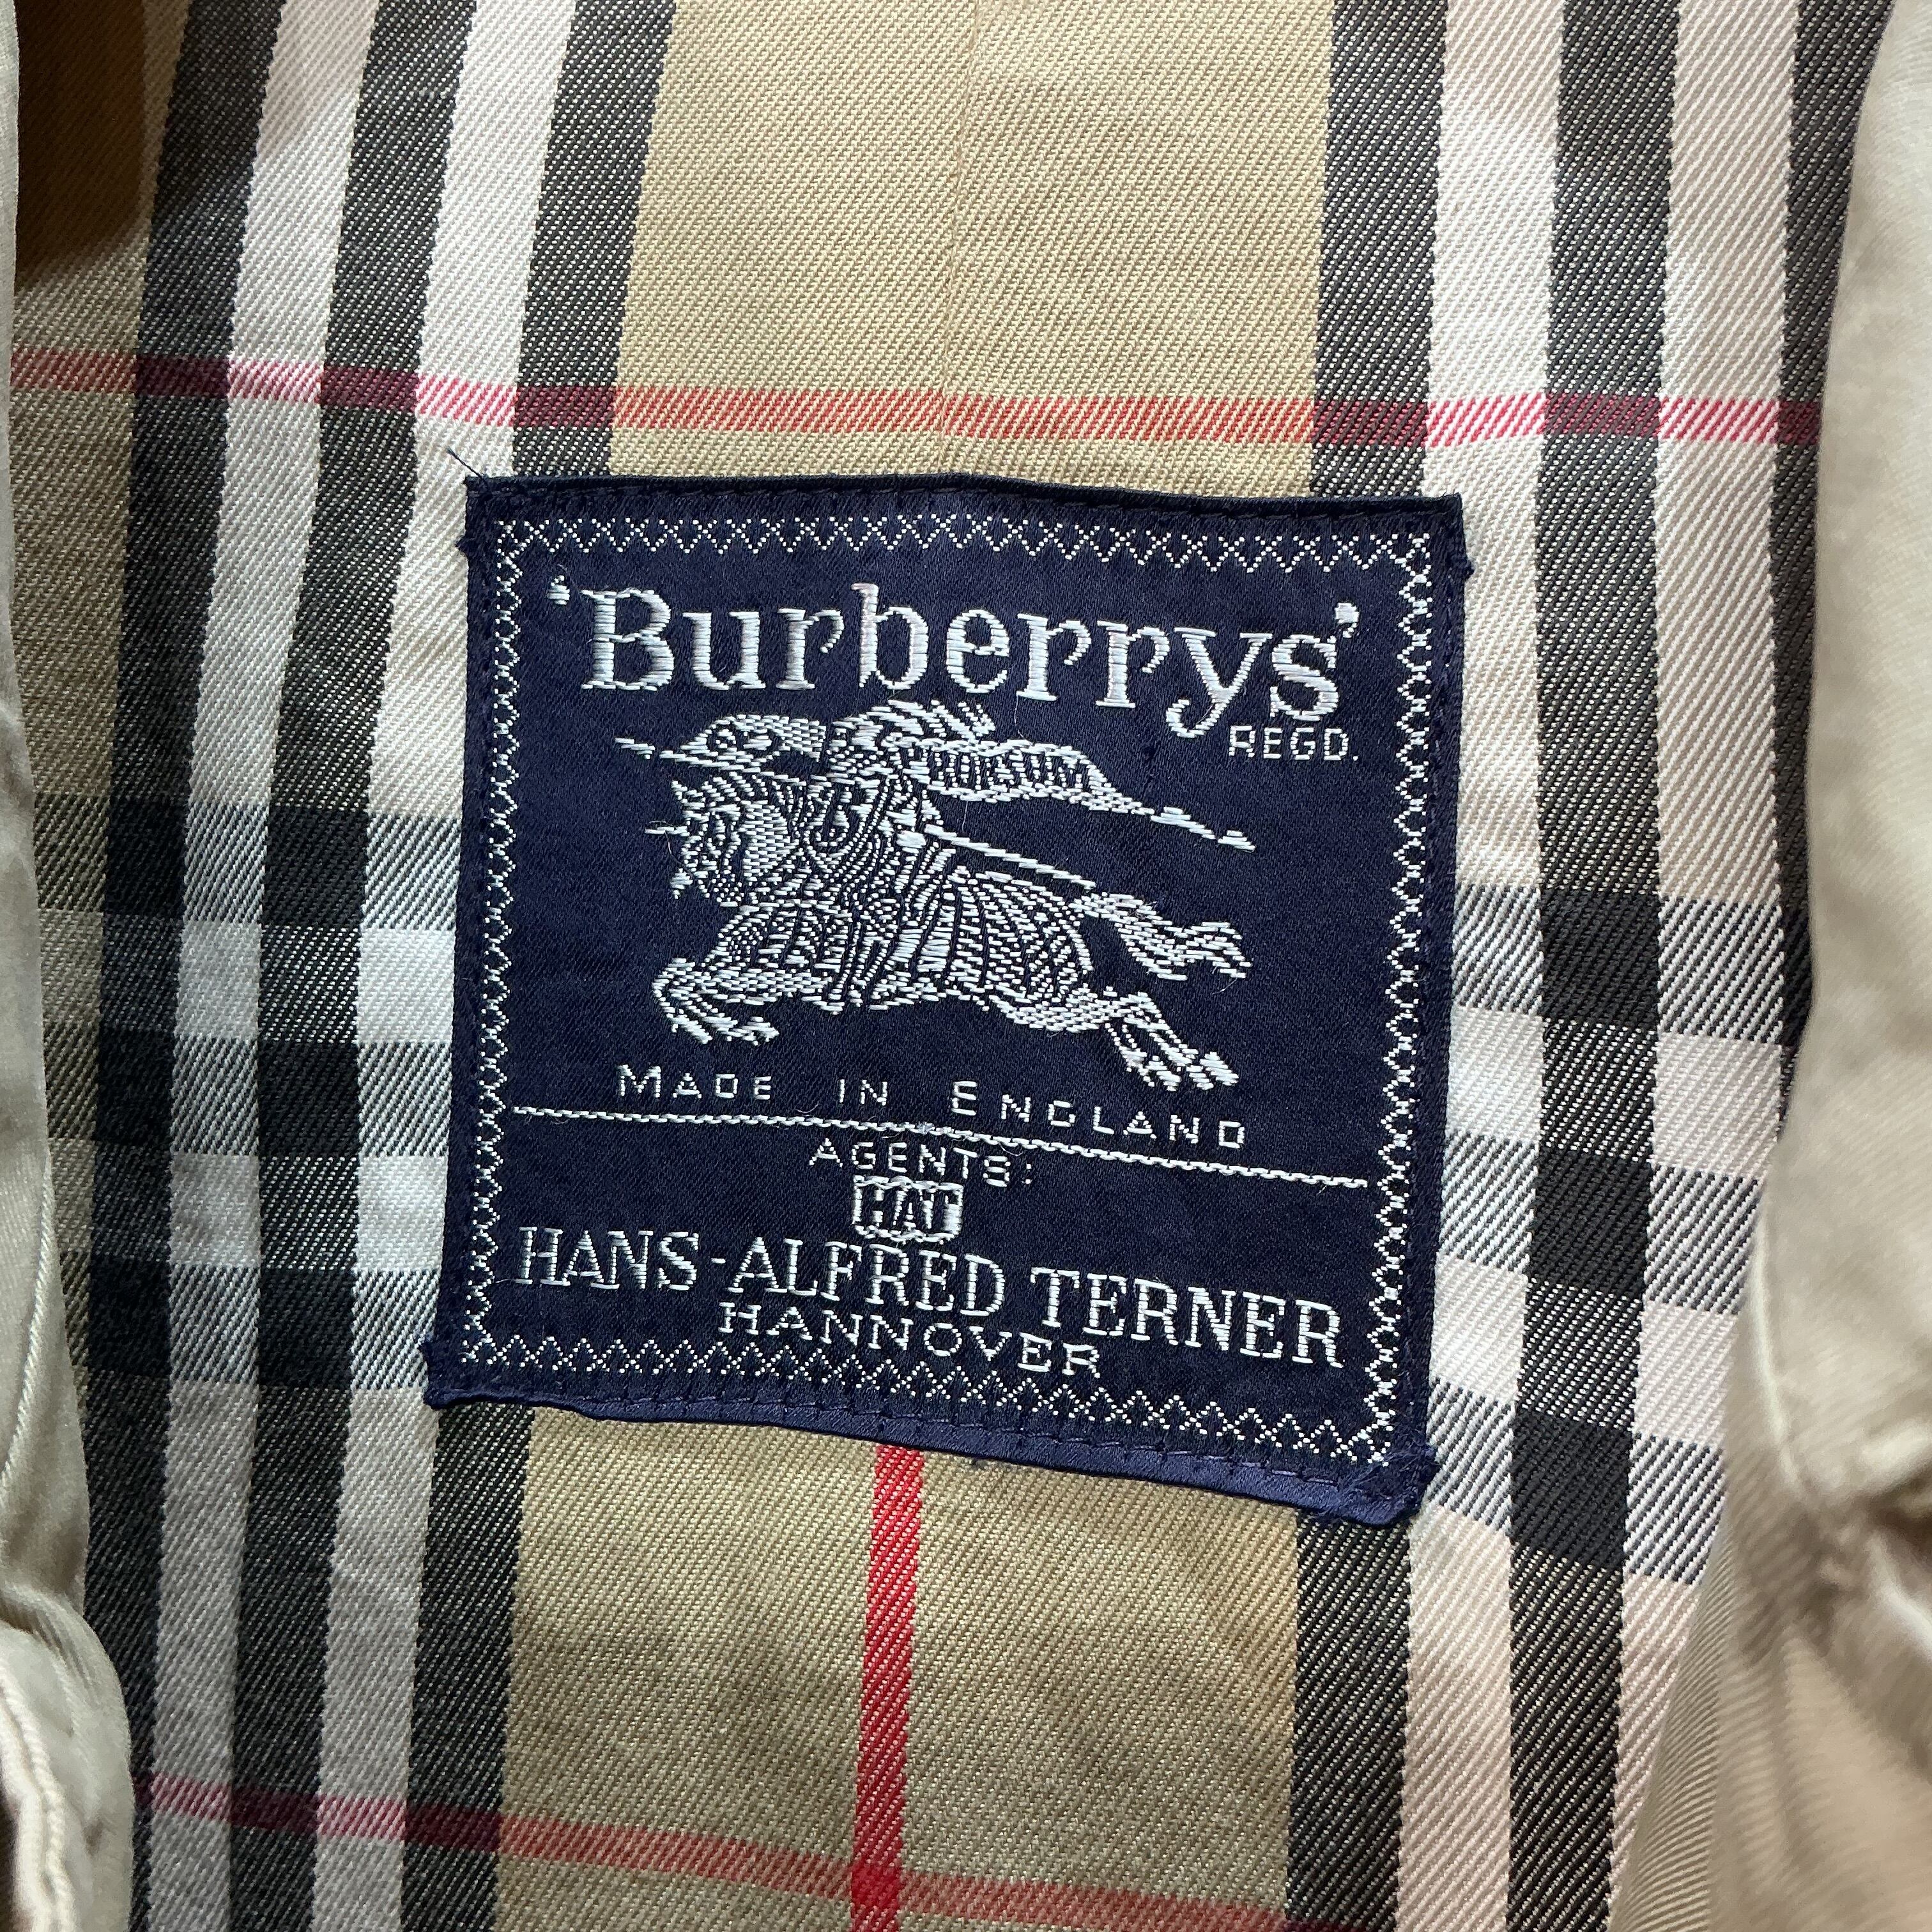 'Burberrys'
REGD.
PRORSUM
MADE IN ENGLAND
AGENTS:
HAT
HANS-ALFRED TERNER
HANNOVER